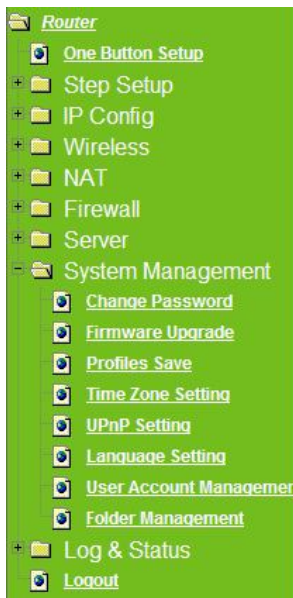 Router
One Button Setup
Step Setup
IP Config
Wireless
NAT
Firewall
Server
System Management
Change Password
Firmware Upgrade
Profiles Save
Time Zone Setting
UPnP Setting
Language Setting
User Account Managemen
Folder Management
Log & Status
Logout